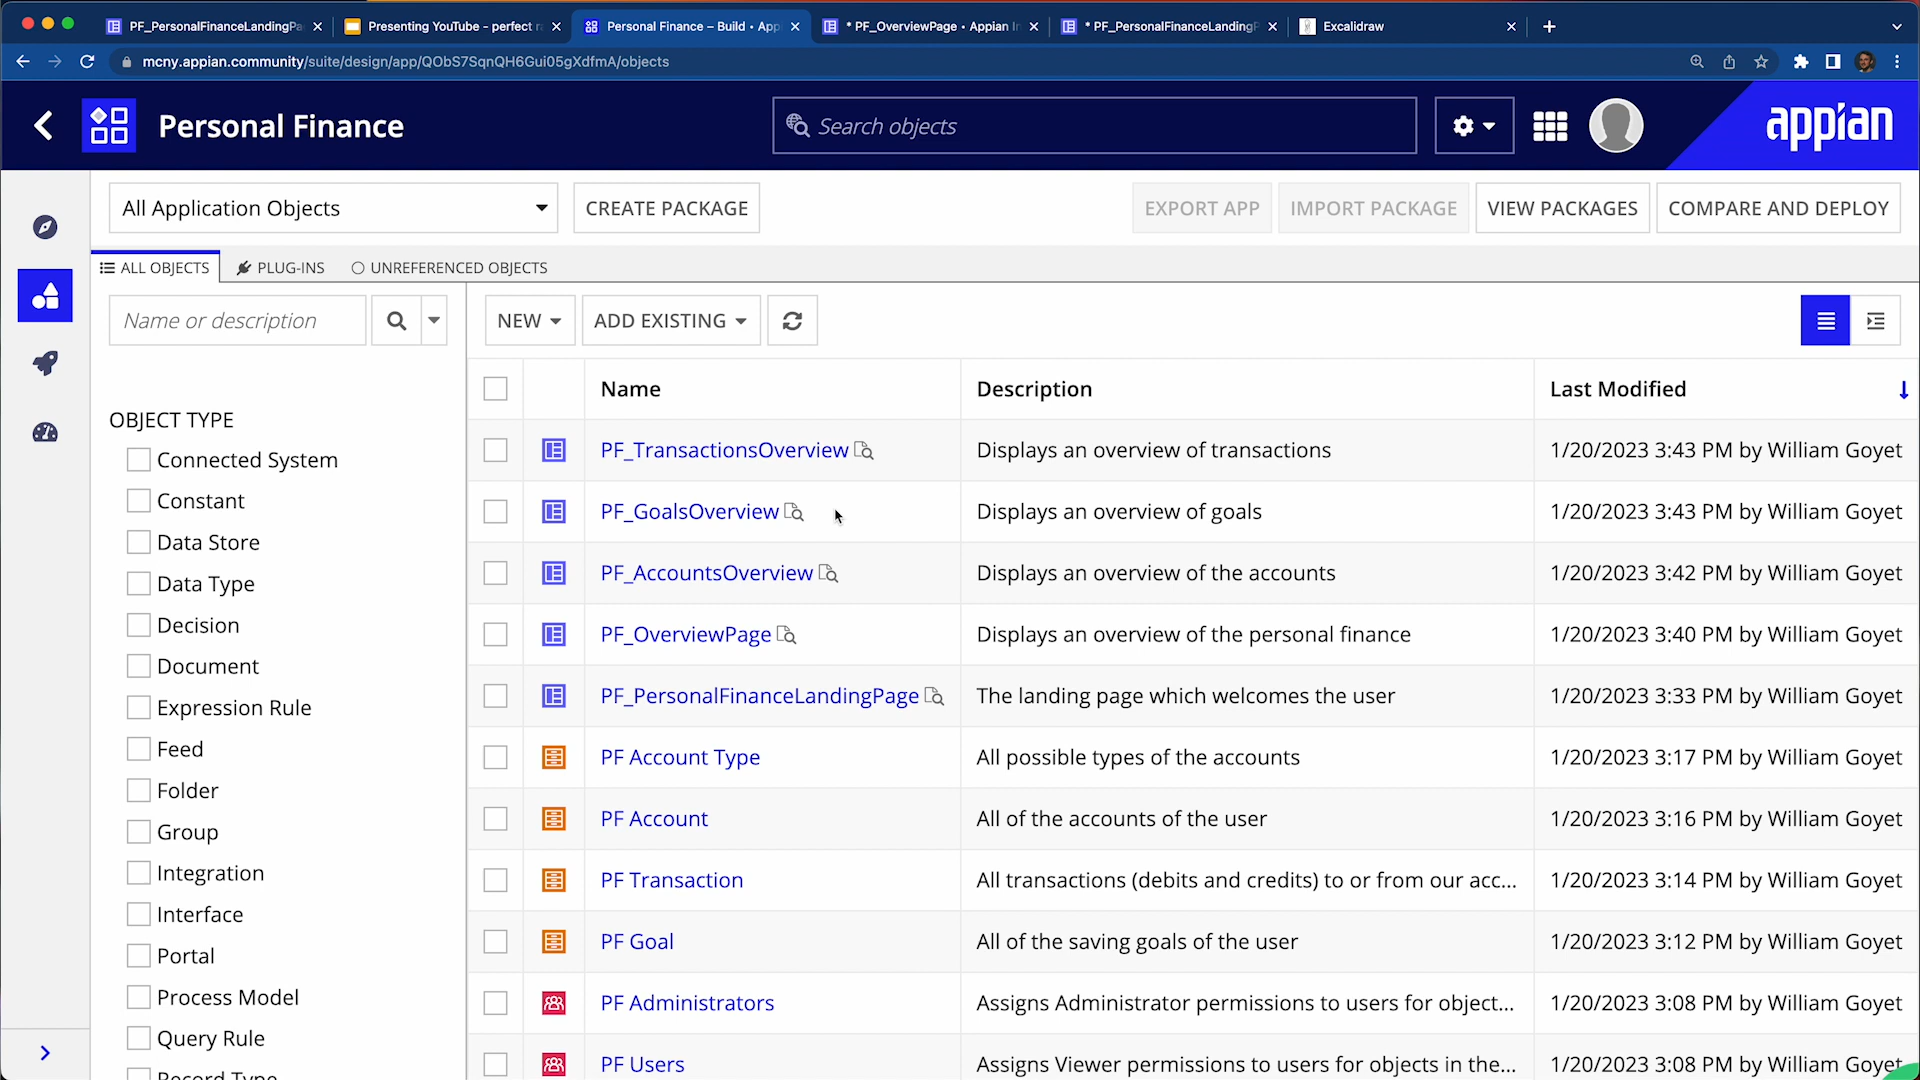 PF_PersonalFinanceLandingPa
Presenting YouTube - perfect r
Personal Finance – Build • App
* PF_OverviewPage • Appian I
* PF_PersonalFinanceLandingP
Excalidraw
mcny.appian.community/suite/design/app/QObS7SqnQH6Gui05gXdfmA/objects
Personal Finance
Search objects
appian
All Application Objects
CREATE PACKAGE
EXPORT APP
IMPORT PACKAGE
VIEW PACKAGES
COMPARE AND DEPLOY
ALL OBJECTS
PLUG-INS
UNREFERENCED OBJECTS
Name or description
NEW
ADD EXISTING
OBJECT TYPE
Connected System
Constant
Data Store
Data Type
Decision
Document
Expression Rule
Feed
Folder
Group
Integration
Interface
Portal
Process Model
Query Rule
Record Type
Name Description Last Modified
PF_TransactionsOverview Displays an overview of transactions 1/20/2023 3:43 PM by William Goyet
PF_GoalsOverview Displays an overview of goals 1/20/2023 3:43 PM by William Goyet
PF_AccountsOverview Displays an overview of the accounts 1/20/2023 3:42 PM by William Goyet
PF_OverviewPage Displays an overview of the personal finance 1/20/2023 3:40 PM by William Goyet
PF_PersonalFinanceLandingPage The landing page which welcomes the user 1/20/2023 3:33 PM by William Goyet
PF Account Type All possible types of the accounts 1/20/2023 3:17 PM by William Goyet
PF Account All of the accounts of the user 1/20/2023 3:16 PM by William Goyet
PF Transaction All transactions (debits and credits) to or from our acc... 1/20/2023 3:14 PM by William Goyet
PF Goal All of the saving goals of the user 1/20/2023 3:12 PM by William Goyet
PF Administrators Assigns Administrator permissions to users for object... 1/20/2023 3:08 PM by William Goyet
PF Users Assigns Viewer permissions to users for objects in the... 1/20/2023 3:08 PM by William Goyet